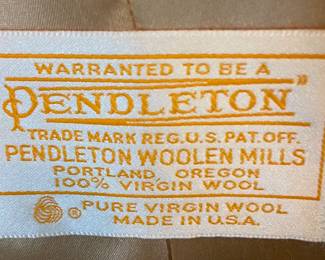 WARRANTED TO BE A
PENDLETON"
TRADE MARK REG.U.S. PAT.OFF.
PENDLETON WOOLEN MILLS
PORTLAND, OREGON
100% VIRGIN WOOL
® PURE VIRGIN WOOL
MADE IN U.S.A.